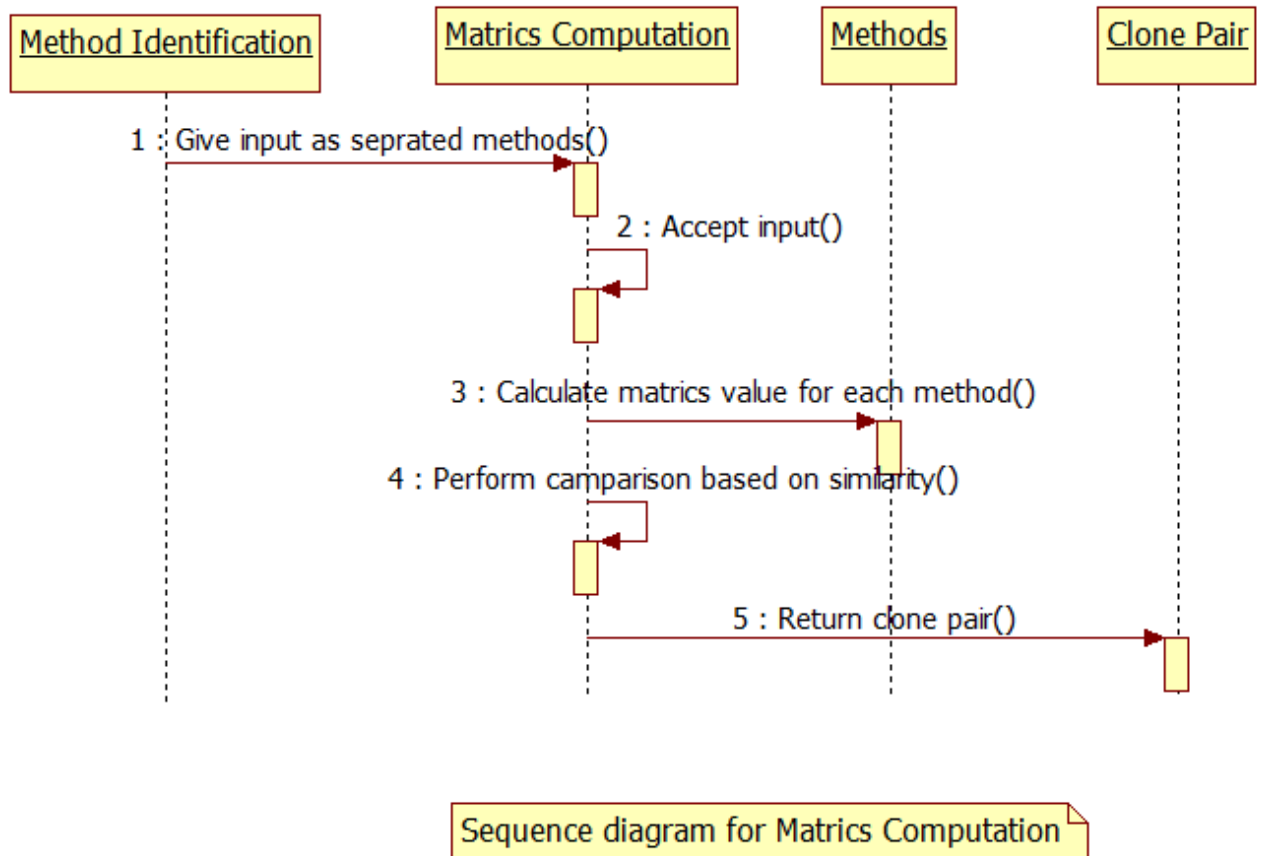 Method Identification
Matrics Computation
Methods
Clone Pair
1 : Give input as seprated methods()
2 : Accept input()
3 : Calculate matrics value for each method()
4 : Perform camparison based on similarity()
5 : Return clone pair()
Sequence diagram for Matrics Computation